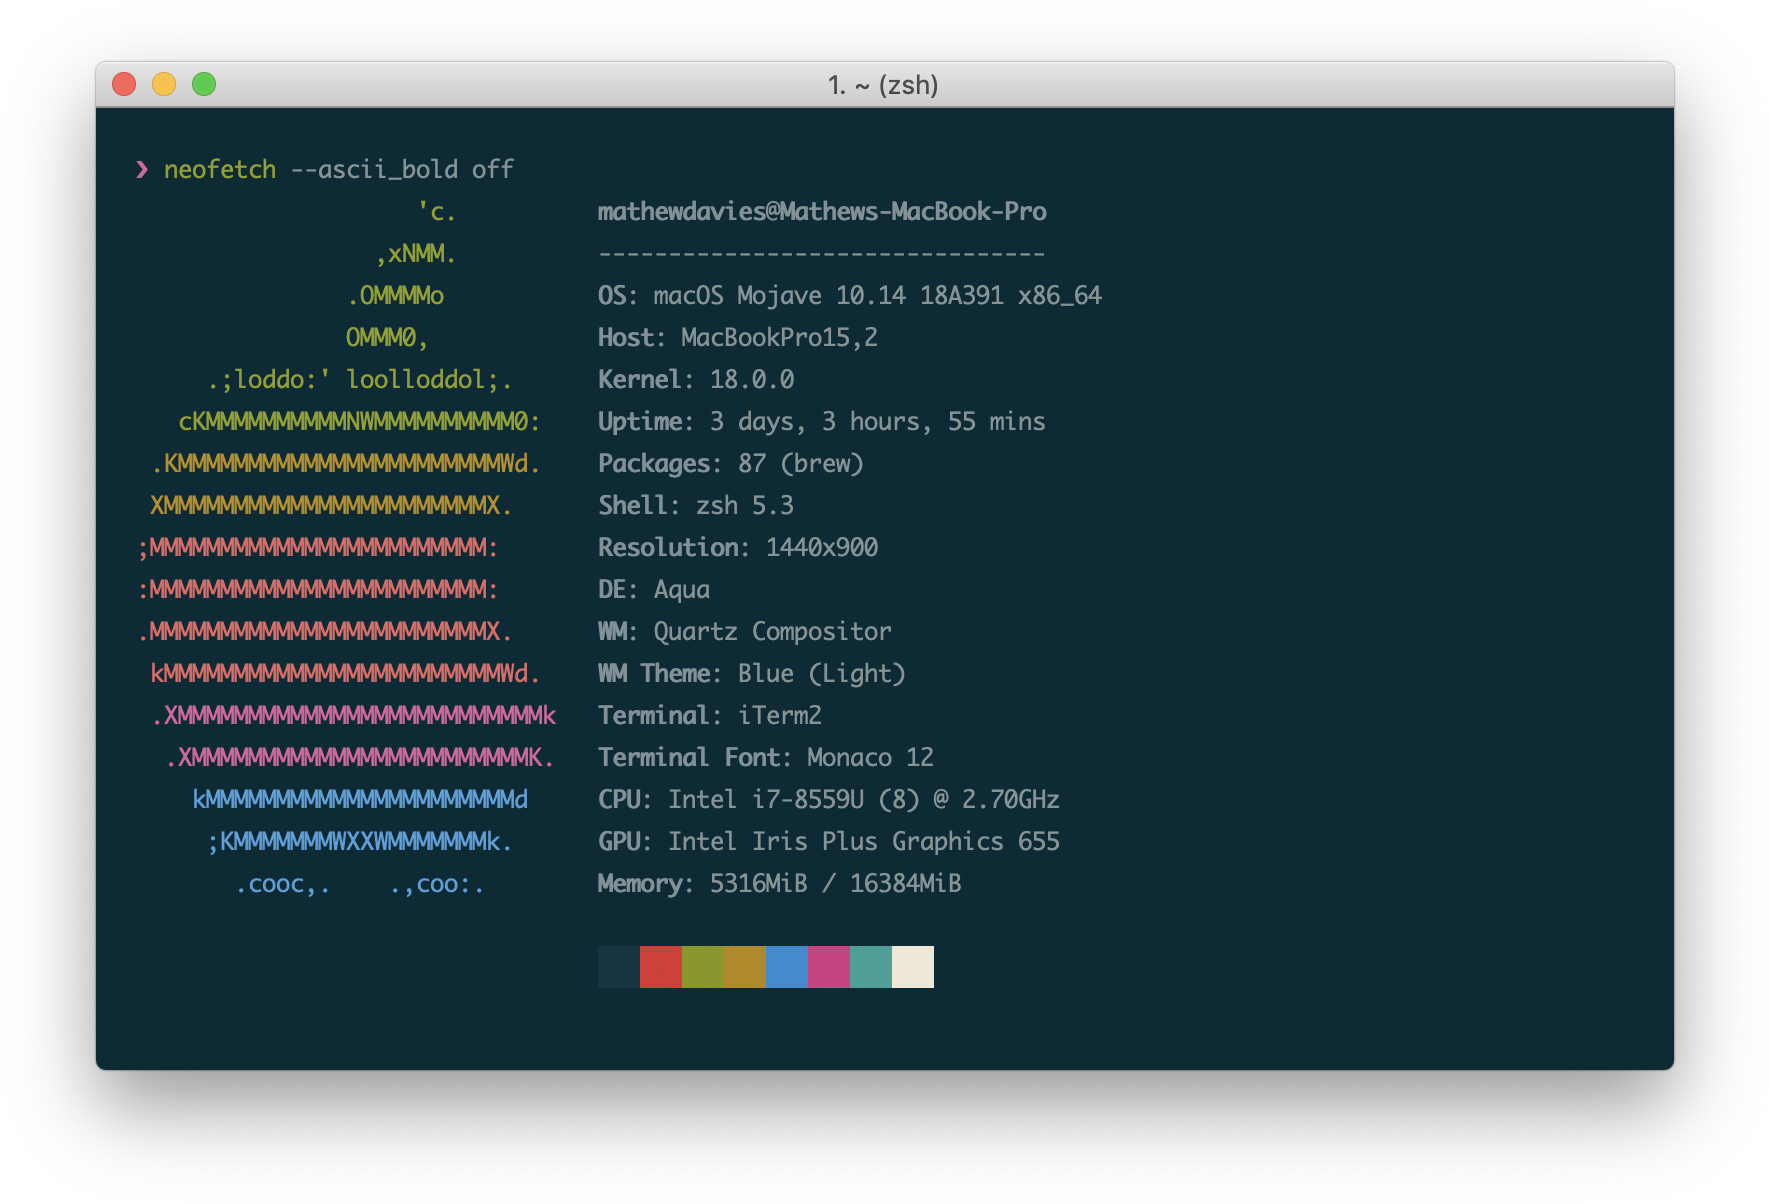 1. ~ (zsh)
❯ neofetch --ascii_bold off
                    'c.          mathewdavies@Mathews-MacBook-Pro
                 ,xNMM.          --------------------------------
               .OMMMMo           OS: macOS Mojave 10.14 18A391 x86_64
               OMMM0,            Host: MacBookPro15,2
     .;loddo:' loolloddol;.      Kernel: 18.0.0
   cKMMMMMMMMMMNWMMMMMMMMMM0:    Uptime: 3 days, 3 hours, 55 mins
 .KMMMMMMMMMMMMMMMMMMMMMMMWd.    Packages: 87 (brew)
 XMMMMMMMMMMMMMMMMMMMMMMMX.      Shell: zsh 5.3
;MMMMMMMMMMMMMMMMMMMMMMMM:       Resolution: 1440x900
:MMMMMMMMMMMMMMMMMMMMMMMM:       DE: Aqua
.MMMMMMMMMMMMMMMMMMMMMMMMX.      WM: Quartz Compositor
 kMMMMMMMMMMMMMMMMMMMMMMMMWd.    WM Theme: Blue (Light)
 .XMMMMMMMMMMMMMMMMMMMMMMMMMMk   Terminal: iTerm2
  .XMMMMMMMMMMMMMMMMMMMMMMMMK.   Terminal Font: Monaco 12
    kMMMMMMMMMMMMMMMMMMMMMMd     CPU: Intel i7-8559U (8) @ 2.70GHz
     ;KMMMMMMMWXXWMMMMMMMk.      GPU: Intel Iris Plus Graphics 655
       .cooc,.    .,coo:.        Memory: 5316MiB / 16384MiB